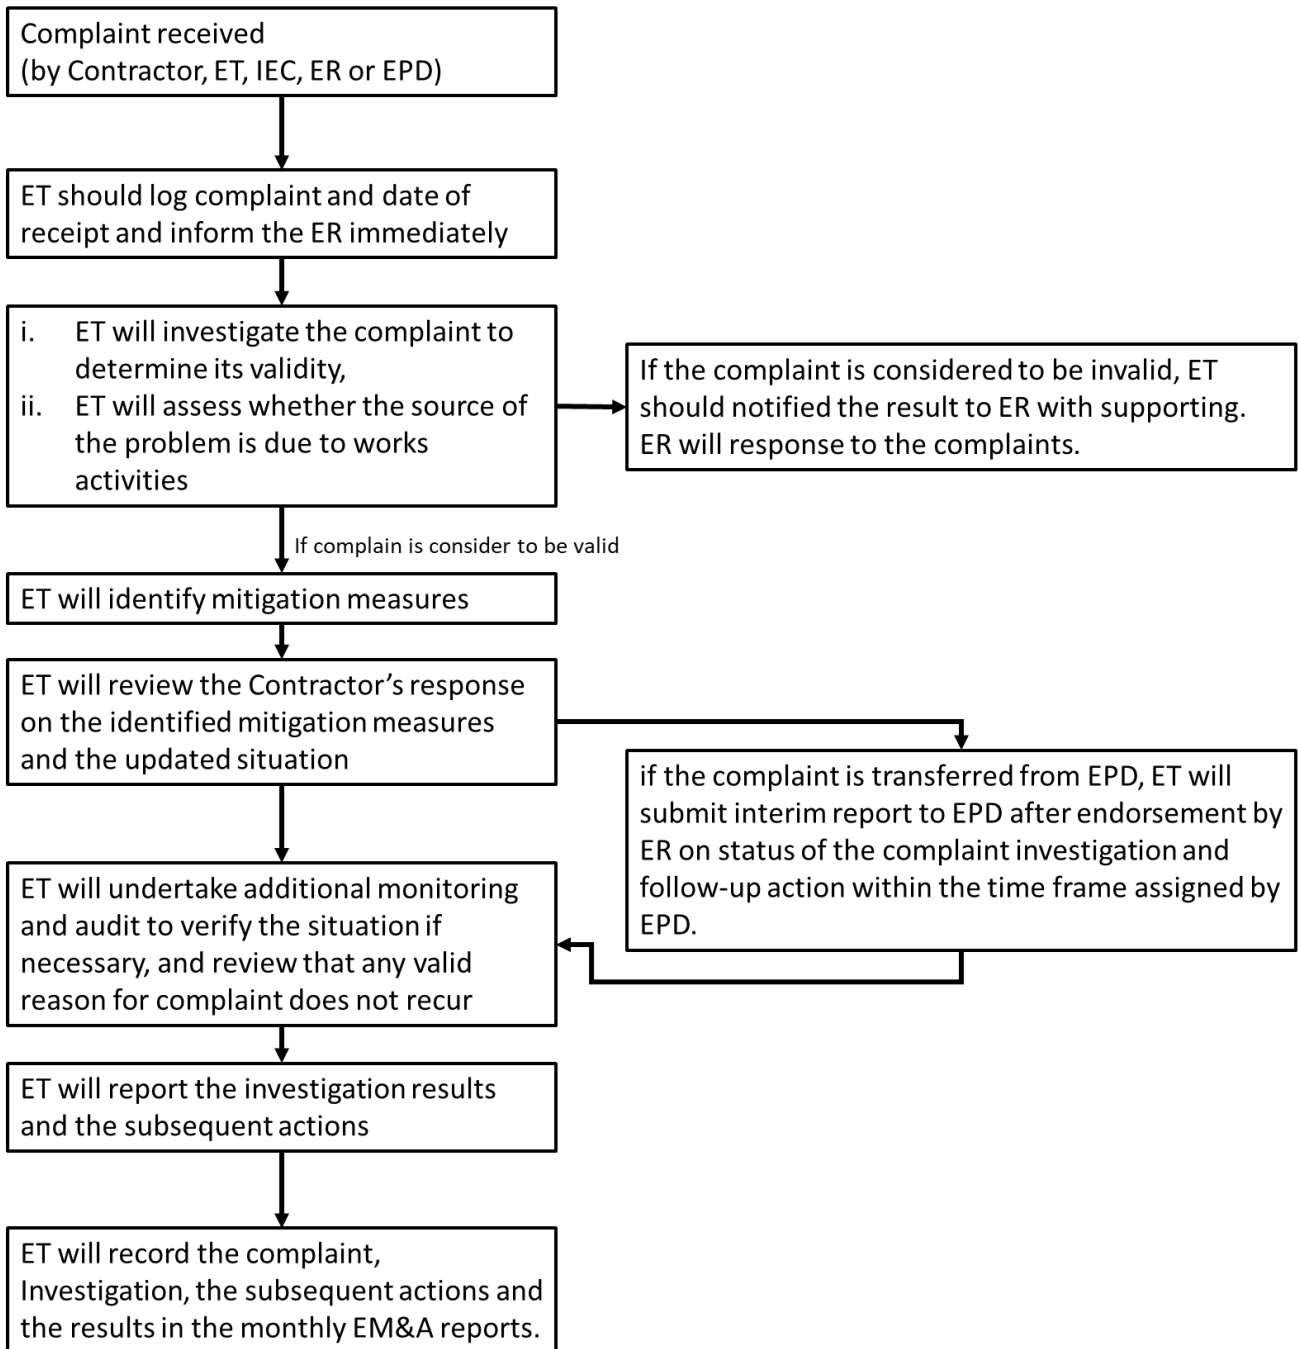 Complaint received
(by Contractor, ET, IEC, ER or EPD)
ET should log complaint and date of
receipt and inform the ER immediately
i. ET will investigate the complaint to
determine its validity,
ii. ET will assess whether the source of
the problem is due to works
activities
If the complaint is considered to be invalid, ET
should notified the result to ER with supporting.
ER will response to the complaints.
If complain is consider to be valid
ET will identify mitigation measures
ET will review the Contractor’s response
on the identified mitigation measures
and the updated situation
if the complaint is transferred from EPD, ET will
submit interim report to EPD after endorsement by
ER on status of the complaint investigation and
follow-up action within the time frame assigned by
EPD.
ET will undertake additional monitoring
and audit to verify the situation if
necessary, and review that any valid
reason for complaint does not recur
ET will report the investigation results
and the subsequent actions
ET will record the complaint,
Investigation, the subsequent actions and
the results in the monthly EM&A reports.